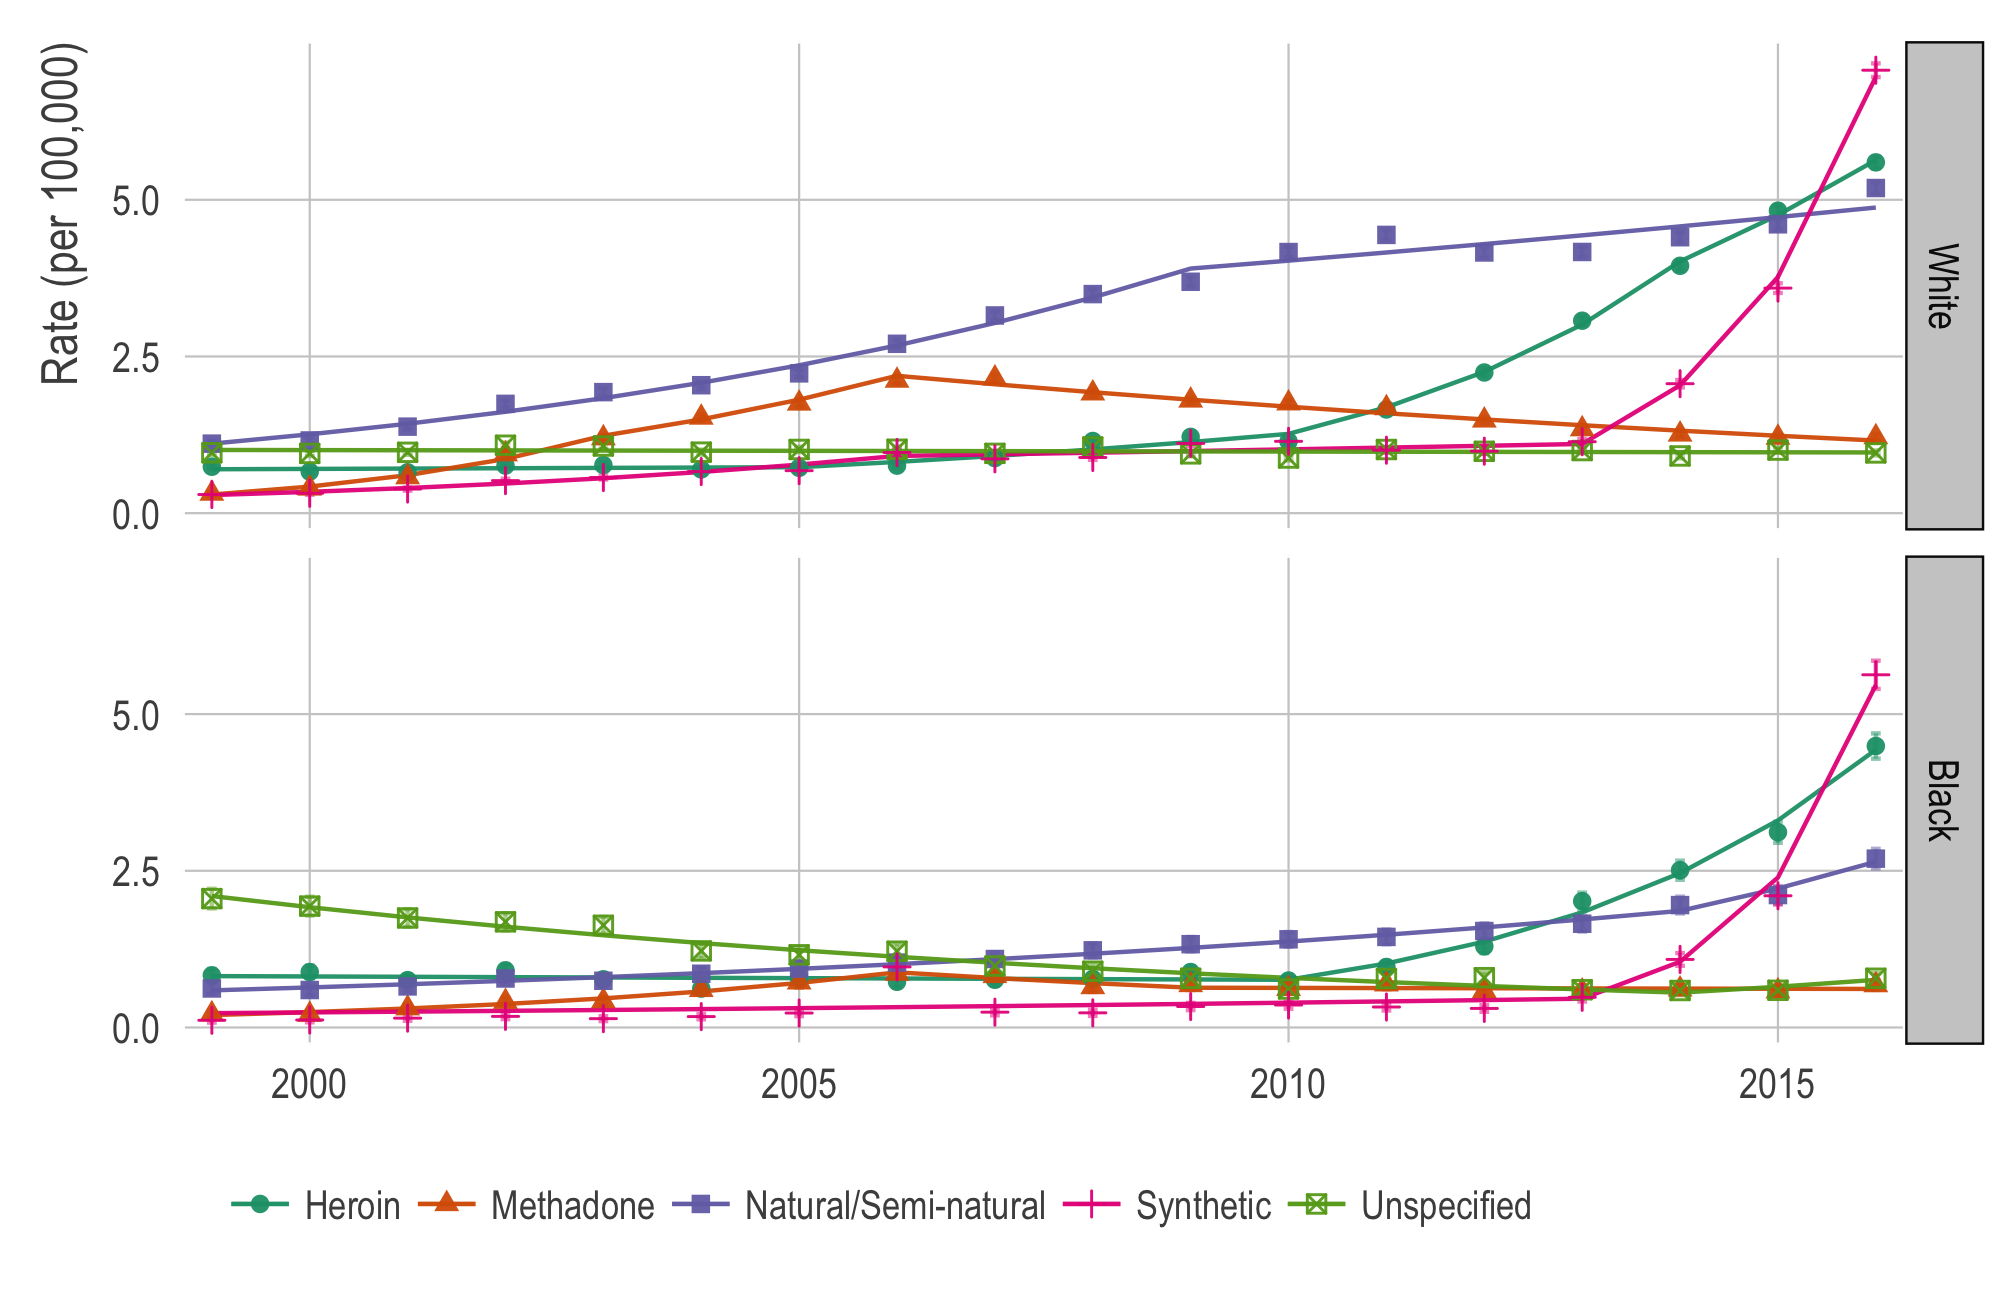 Rate (per 100,000)
5.0
2.5
0.0
White
5.0
2.5
0.0
Black
2000 2005 2010 2015
Heroin Methadone Natural/Semi-natural Synthetic Unspecified